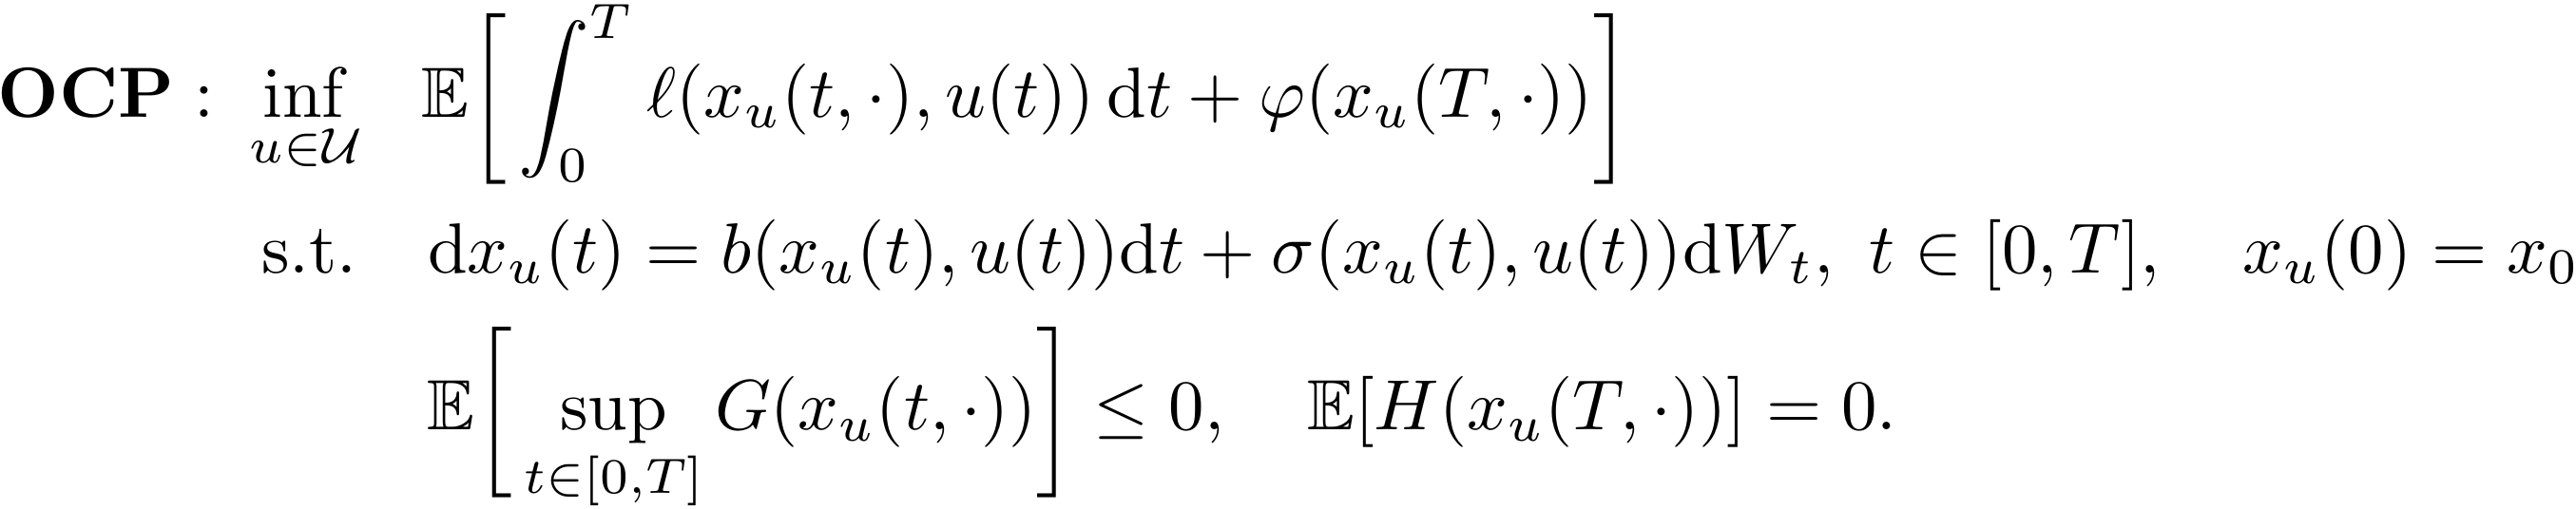 OCP : inf_{u∈𝒰} 𝔼[∫_0^T ℓ(x_u(t, ·), u(t)) dt + φ(x_u(T, ·))]
s.t. dx_u(t) = b(x_u(t), u(t))dt + σ(x_u(t), u(t))dW_t, t ∈ [0, T], x_u(0) = x_0
𝔼[sup_{t∈[0,T]} G(x_u(t, ·))] ≤ 0, 𝔼[H(x_u(T, ·))] = 0.